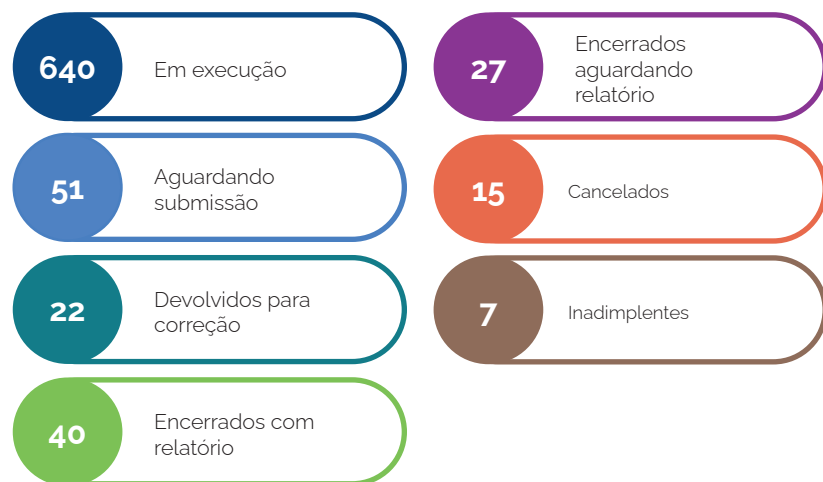 640
Em execução
51
Aguardando
submissão
22
Devolvidos para
correção
40
Encerrados com
relatório
27
Encerrados
aguardando
relatório
15
Cancelados
7
Inadimplentes